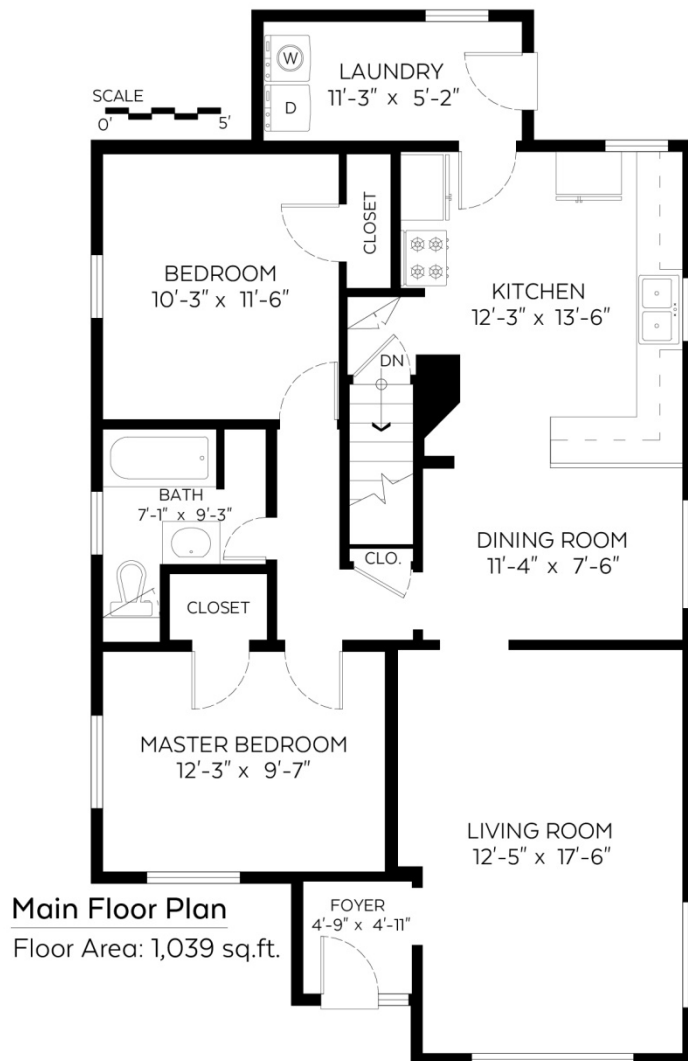 LAUNDRY
11'-3" x 5'-2"
W
D
SCALE
0' 5'
CLOSET
BEDROOM
10'-3" x 11'-6"
KITCHEN
12'-3" x 13'-6"
DN
BATH
7'-1" x 9'-3"
CLO.
DINING ROOM
11'-4" x 7'-6"
CLOSET
MASTER BEDROOM
12'-3" x 9'-7"
LIVING ROOM
12'-5" x 17'-6"
FOYER
4'-9" x 4'-11"
Main Floor Plan
Floor Area: 1,039 sq.ft.